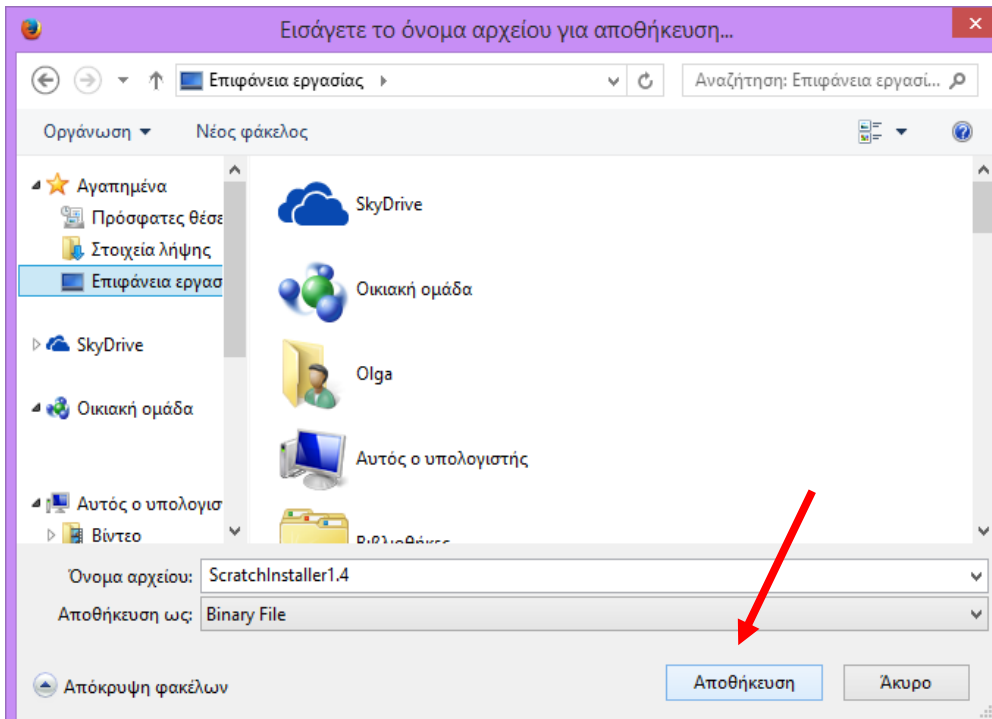 Εισάγετε το όνομα αρχείου για αποθήκευση...
Επιφάνεια εργασίας
Αναζήτηση: Επιφάνεια εργασί...
Οργάνωση
Νέος φάκελος
Αγαπημένα
Πρόσφατες θέσε
Στοιχεία λήψης
Επιφάνεια εργασ
SkyDrive
Οικιακή ομάδα
Αυτός ο υπολογισ
Βίντεο
SkyDrive
Οικιακή ομάδα
Olga
Αυτός ο υπολογιστής
Βιβλιοθήκες
Όνομα αρχείου: ScratchInstaller1.4
Αποθήκευση ως: Binary File
Απόκρυψη φακέλων
Αποθήκευση
Άκυρο